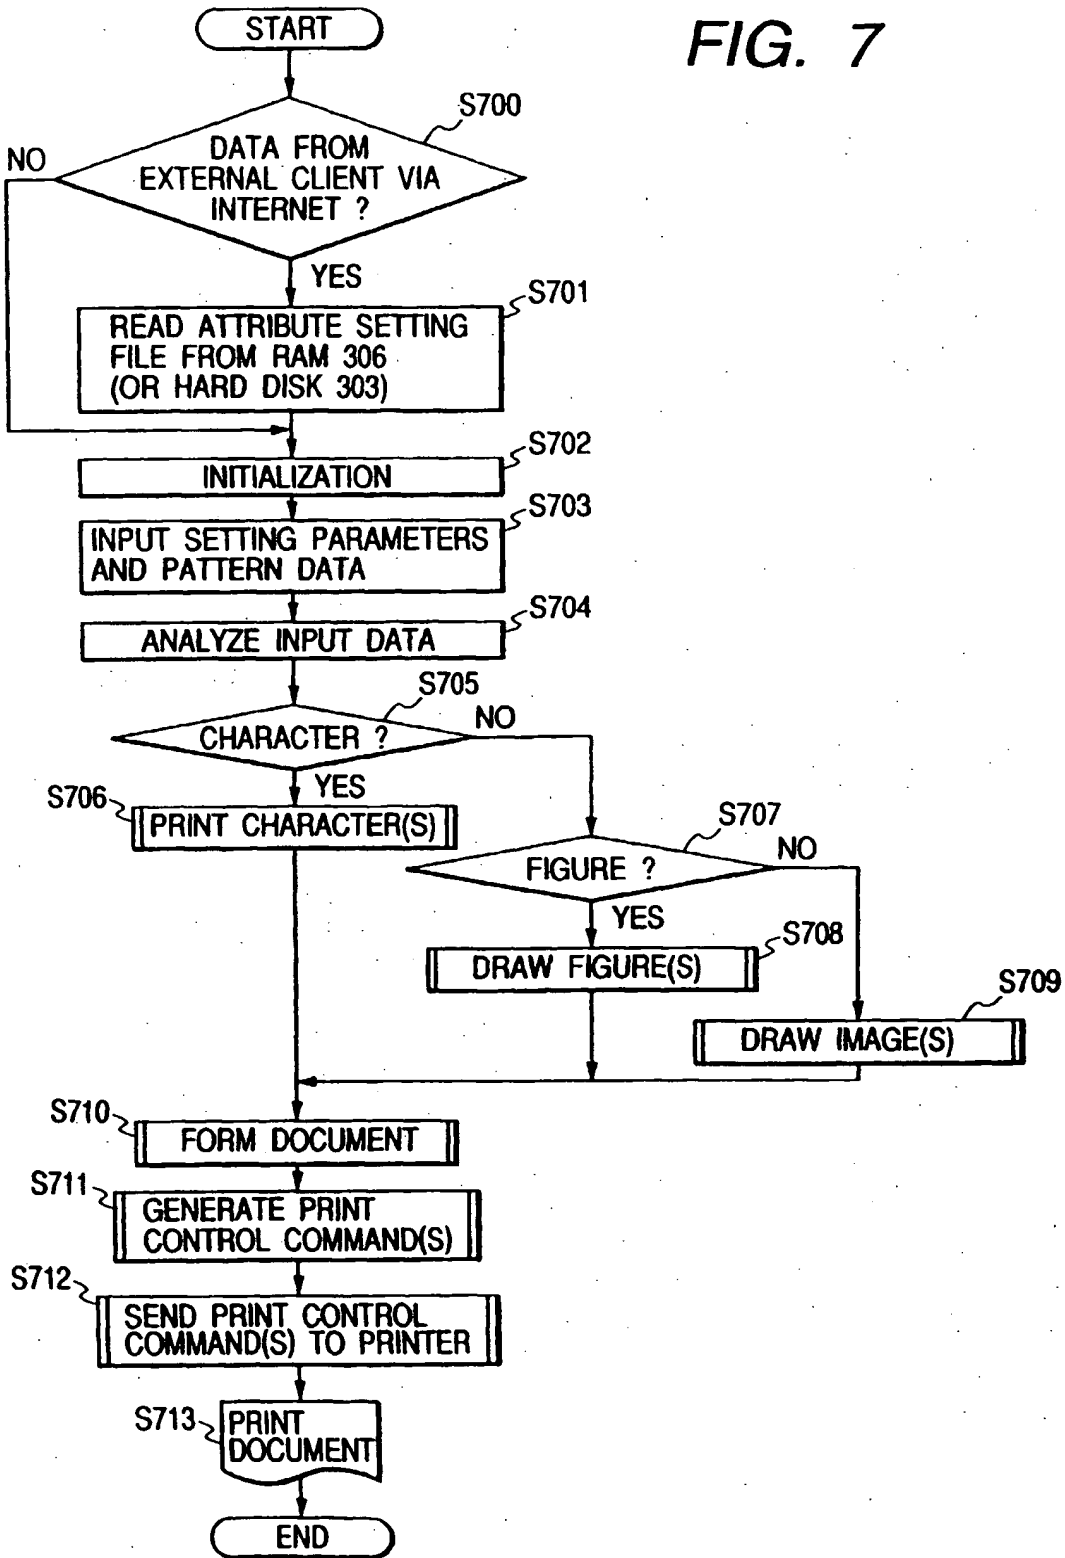 START
FIG. 7
S700
DATA FROM
EXTERNAL CLIENT VIA
INTERNET ?
NO
YES
S701
READ ATTRIBUTE SETTING
FILE FROM RAM 306
(OR HARD DISK 303)
S702
INITIALIZATION
S703
INPUT SETTING PARAMETERS
AND PATTERN DATA
S704
ANALYZE INPUT DATA
S705
CHARACTER ?
NO
YES
S706
PRINT CHARACTER(S)
S707
FIGURE ?
NO
YES
S708
DRAW FIGURE(S)
S709
DRAW IMAGE(S)
S710
FORM DOCUMENT
S711
GENERATE PRINT
CONTROL COMMAND(S)
S712
SEND PRINT CONTROL
COMMAND(S) TO PRINTER
S713
PRINT
DOCUMENT
END